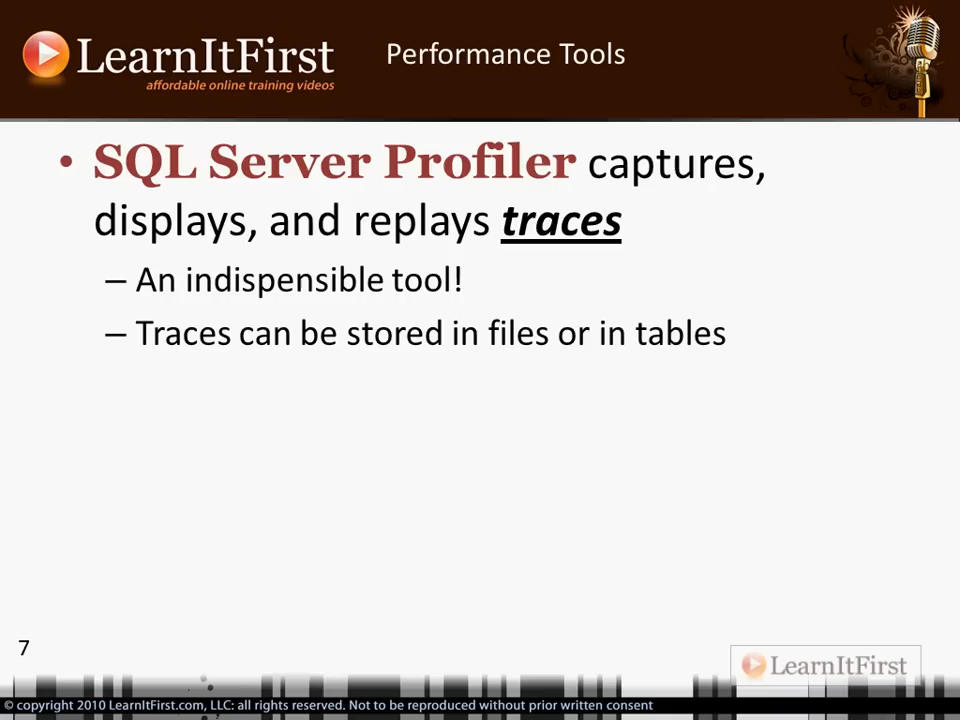 LearnItFirst
affordable online training videos
Performance Tools
• SQL Server Profiler captures,
displays, and replays traces
– An indispensible tool!
– Traces can be stored in files or in tables
7
LearnItFirst
© copyright 2010 LearnItFirst.com, LLC: all rights reserved. Not to be reproduced without prior written consent